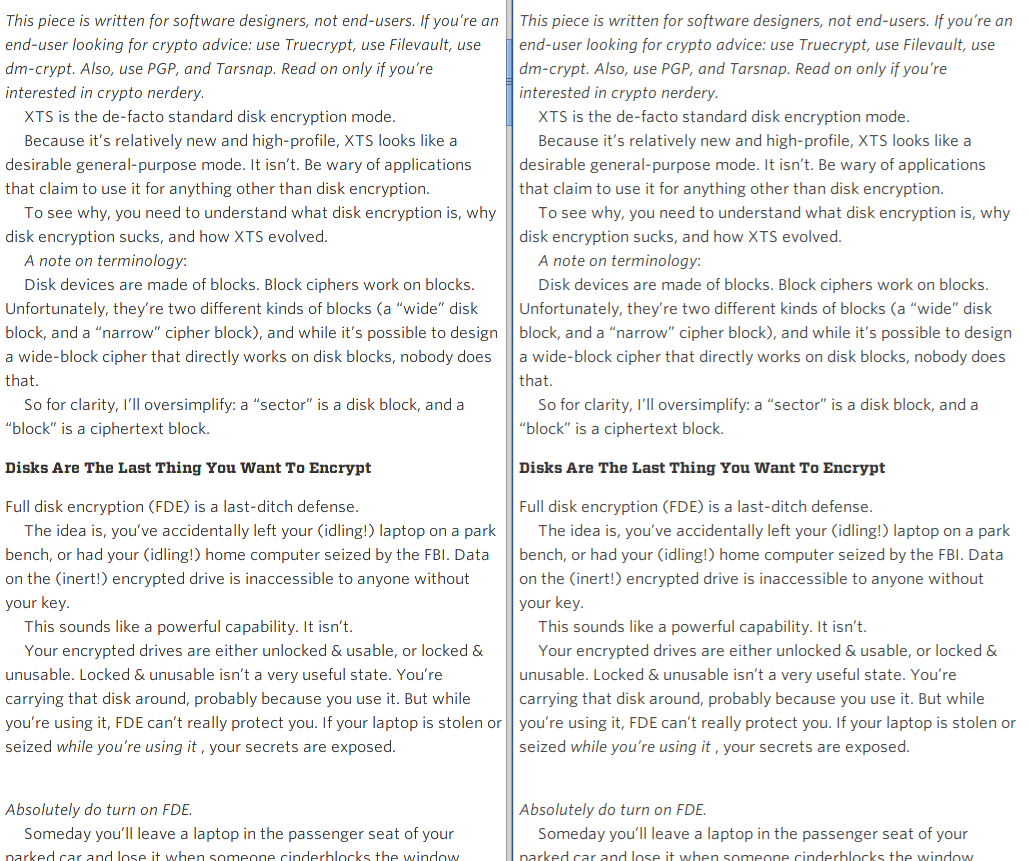 This piece is written for software designers, not end-users. If you’re an
end-user looking for crypto advice: use Truecrypt, use Filevault, use
dm-crypt. Also, use PGP, and Tarsnap. Read on only if you’re
interested in crypto nerdery.
XTS is the de-facto standard disk encryption mode.
Because it’s relatively new and high-profile, XTS looks like a
desirable general-purpose mode. It isn’t. Be wary of applications
that claim to use it for anything other than disk encryption.
To see why, you need to understand what disk encryption is, why
disk encryption sucks, and how XTS evolved.
A note on terminology:
Disk devices are made of blocks. Block ciphers work on blocks.
Unfortunately, they’re two different kinds of blocks (a “wide” disk
block, and a “narrow” cipher block), and while it’s possible to design
a wide-block cipher that directly works on disk blocks, nobody does
that.
So for clarity, I’ll oversimplify: a “sector” is a disk block, and a
“block” is a ciphertext block.
Disks Are The Last Thing You Want To Encrypt
Full disk encryption (FDE) is a last-ditch defense.
The idea is, you’ve accidentally left your (idling!) laptop on a park
bench, or had your (idling!) home computer seized by the FBI. Data
on the (inert!) encrypted drive is inaccessible to anyone without
your key.
This sounds like a powerful capability. It isn’t.
Your encrypted drives are either unlocked & usable, or locked &
unusable. Locked & unusable isn’t a very useful state. You’re
carrying that disk around, probably because you use it. But while
you’re using it, FDE can’t really protect you. If your laptop is stolen or
seized while you’re using it , your secrets are exposed.
Absolutely do turn on FDE.
Someday you’ll leave a laptop in the passenger seat of your
parked car and lose it when someone cinderblocks the window
This piece is written for software designers, not end-users. If you’re an
end-user looking for crypto advice: use Truecrypt, use Filevault, use
dm-crypt. Also, use PGP, and Tarsnap. Read on only if you’re
interested in crypto nerdery.
XTS is the de-facto standard disk encryption mode.
Because it’s relatively new and high-profile, XTS looks like a
desirable general-purpose mode. It isn’t. Be wary of applications
that claim to use it for anything other than disk encryption.
To see why, you need to understand what disk encryption is, why
disk encryption sucks, and how XTS evolved.
A note on terminology:
Disk devices are made of blocks. Block ciphers work on blocks.
Unfortunately, they’re two different kinds of blocks (a “wide” disk
block, and a “narrow” cipher block), and while it’s possible to design
a wide-block cipher that directly works on disk blocks, nobody does
that.
So for clarity, I’ll oversimplify: a “sector” is a disk block, and a
“block” is a ciphertext block.
Disks Are The Last Thing You Want To Encrypt
Full disk encryption (FDE) is a last-ditch defense.
The idea is, you’ve accidentally left your (idling!) laptop on a park
bench, or had your (idling!) home computer seized by the FBI. Data
on the (inert!) encrypted drive is inaccessible to anyone without
your key.
This sounds like a powerful capability. It isn’t.
Your encrypted drives are either unlocked & usable, or locked &
unusable. Locked & unusable isn’t a very useful state. You’re
carrying that disk around, probably because you use it. But while
you’re using it, FDE can’t really protect you. If your laptop is stolen or
seized while you’re using it , your secrets are exposed.
Absolutely do turn on FDE.
Someday you’ll leave a laptop in the passenger seat of your
parked car and lose it when someone cinderblocks the window